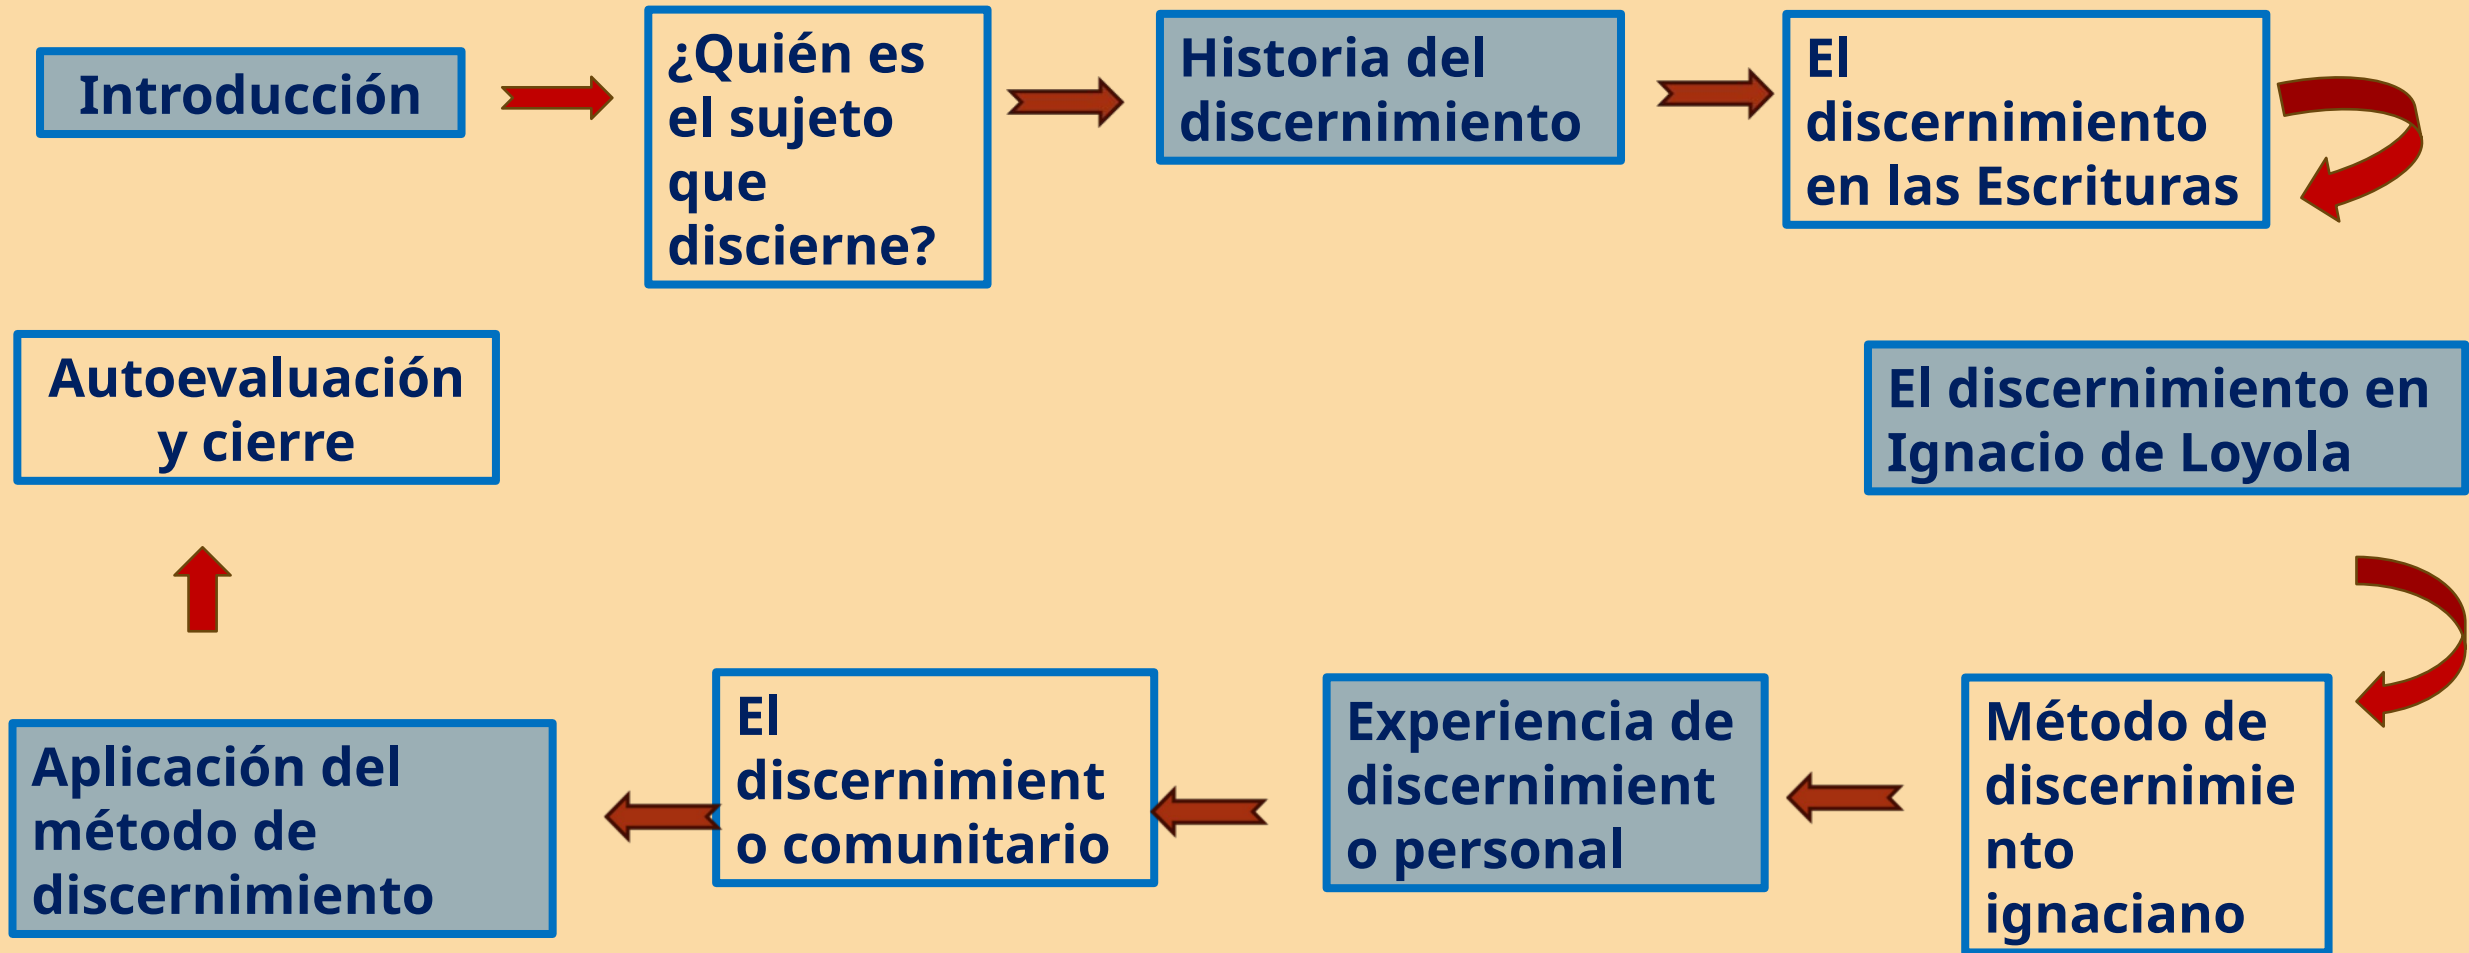 Introducción
¿Quién es
el sujeto
que
discierne?
Historia del
discernimiento
El
discernimiento
en las Escrituras
El discernimiento en
Ignacio de Loyola
Método de
discernimie
nto
ignaciano
Experiencia de
discernimient
o personal
El
discernimient
o comunitario
Aplicación del
método de
discernimiento
Autoevaluación
y cierre